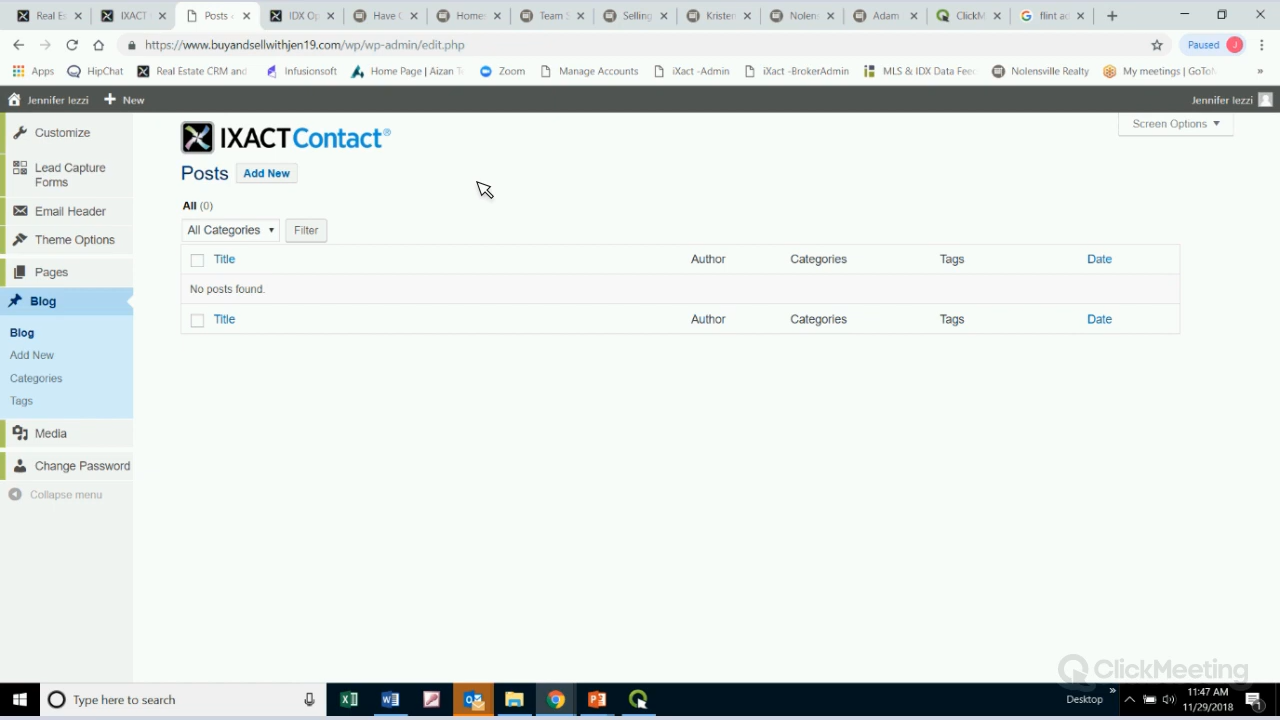 Real Es
IXACT
Posts
IDX Op
Have
Home
Team S
Selling
Kristen
Nolen
Adam
ClickM
flint ac
https://www.buyandsellwithjen19.com/wp/wp-admin/edit.php
Paused
J
Apps
HipChat
Real Estate CRM and
Infusionsoft
Home Page | Aizan T
Zoom
Manage Accounts
iXact -Admin
iXact -BrokerAdmin
MLS & IDX Data Fee
Nolensville Realty
My meetings | GoTo
»
Jennifer Iezzi
New
Jennifer Iezzi
Customize
Lead Capture
Forms
Email Header
Theme Options
Pages
Blog
Blog
Add New
Categories
Tags
Media
Change Password
Collapse menu
IXACTContact®
Screen Options
Posts
Add New
All (0)
All Categories
Filter
Title
Author
Categories
Tags
Date
No posts found.
Title
Author
Categories
Tags
Date
ClickMeeting
Type here to search
Desktop
»
11:47 AM
11/29/2018
1